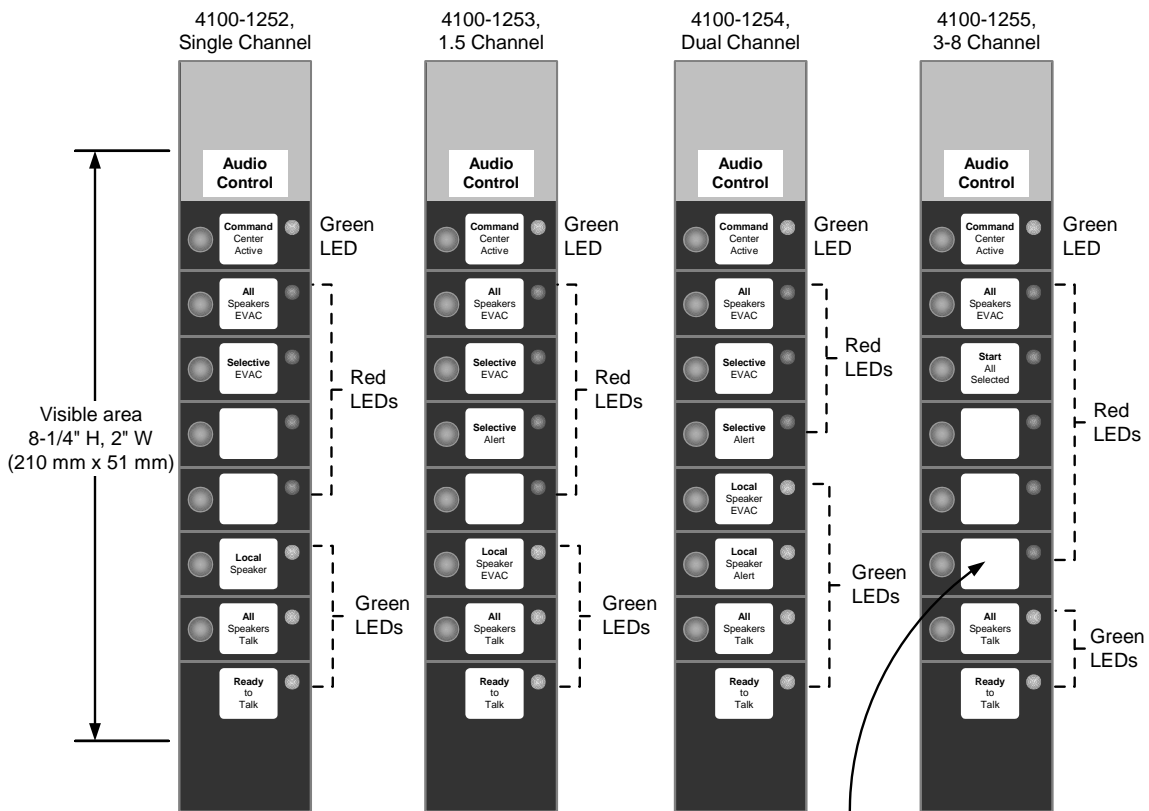 4100-1252,
Single Channel
4100-1253,
1.5 Channel
4100-1254,
Dual Channel
4100-1255,
3-8 Channel
Visible area
8-1/4" H, 2" W
(210 mm x 51 mm)
Audio
Control
Command
Center
Active
Green
LED
All
Speakers
EVAC
Selective
EVAC
Red
LEDs
Local
Speaker
All
Speakers
Talk
Ready
to
Talk
Green
LEDs
Audio
Control
Command
Center
Active
Green
LED
All
Speakers
EVAC
Selective
EVAC
Selective
Alert
Red
LEDs
Local
Speaker
EVAC
All
Speakers
Talk
Ready
to
Talk
Green
LEDs
Audio
Control
Command
Center
Active
Green
LED
All
Speakers
EVAC
Selective
EVAC
Selective
Alert
Red
LEDs
Local
Speaker
EVAC
Local
Speaker
Alert
All
Speakers
Talk
Ready
to
Talk
Green
LEDs
Audio
Control
Command
Center
Active
Green
LED
All
Speakers
EVAC
Start
All
Selected
Red
LEDs
All
Speakers
Talk
Ready
to
Talk
Green
LEDs